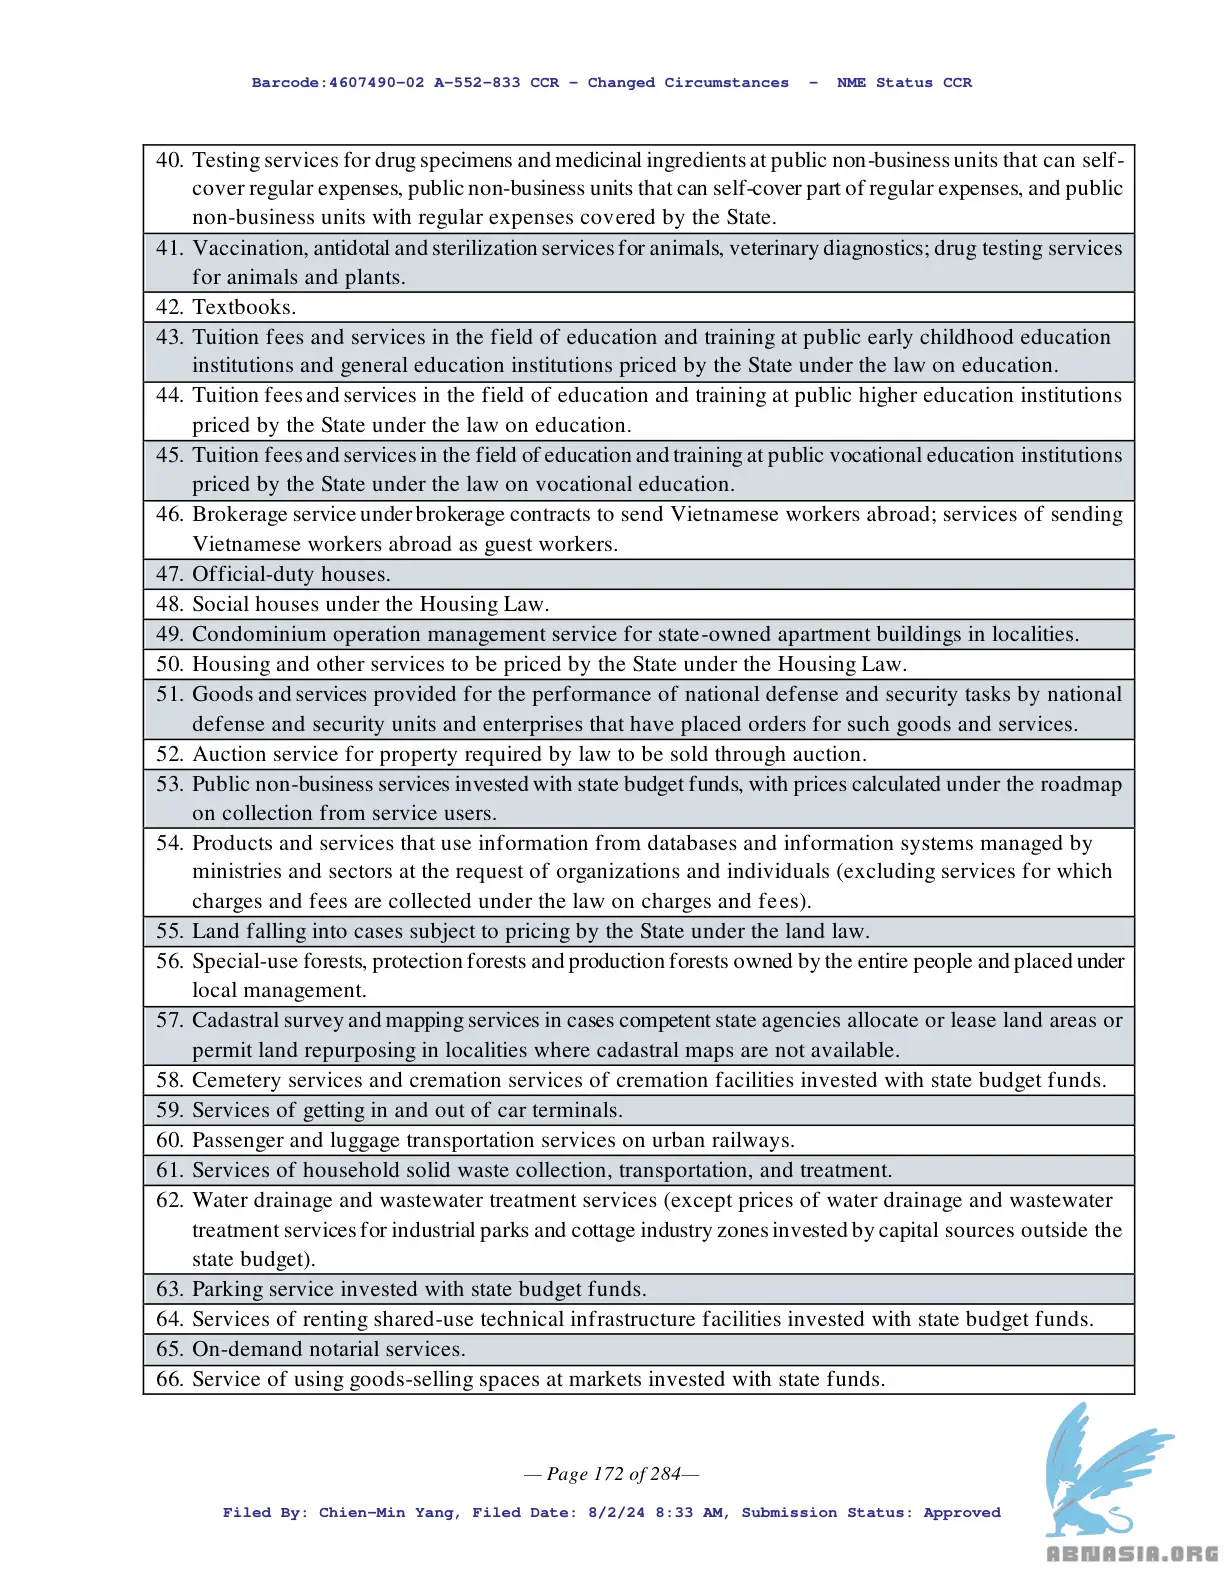 Barcode:4607490-02 A-552-833 CCR - Changed Circumstances - NME Status CCR
40. Testing services for drug specimens and medicinal ingredients at public non-business units that can self-
cover regular expenses, public non-business units that can self-cover part of regular expenses, and public
non-business units with regular expenses covered by the State.
41. Vaccination, antidotal and sterilization services for animals, veterinary diagnostics; drug testing services
for animals and plants.
42. Textbooks.
43. Tuition fees and services in the field of education and training at public early childhood education
institutions and general education institutions priced by the State under the law on education.
44. Tuition fees and services in the field of education and training at public higher education institutions
priced by the State under the law on education.
45. Tuition fees and services in the field of education and training at public vocational education institutions
priced by the State under the law on vocational education.
46. Brokerage service under brokerage contracts to send Vietnamese workers abroad; services of sending
Vietnamese workers abroad as guest workers.
47. Official-duty houses.
48. Social houses under the Housing Law.
49. Condominium operation management service for state-owned apartment buildings in localities.
50. Housing and other services to be priced by the State under the Housing Law.
51. Goods and services provided for the performance of national defense and security tasks by national
defense and security units and enterprises that have placed orders for such goods and services.
52. Auction service for property required by law to be sold through auction.
53. Public non-business services invested with state budget funds, with prices calculated under the roadmap
on collection from service users.
54. Products and services that use information from databases and information systems managed by
ministries and sectors at the request of organizations and individuals (excluding services for which
charges and fees are collected under the law on charges and fees).
55. Land falling into cases subject to pricing by the State under the land law.
56. Special-use forests, protection forests and production forests owned by the entire people and placed under
local management.
57. Cadastral survey and mapping services in cases competent state agencies allocate or lease land areas or
permit land repurposing in localities where cadastral maps are not available.
58. Cemetery services and cremation services of cremation facilities invested with state budget funds.
59. Services of getting in and out of car terminals.
60. Passenger and luggage transportation services on urban railways.
61. Services of household solid waste collection, transportation, and treatment.
62. Water drainage and wastewater treatment services (except prices of water drainage and wastewater
treatment services for industrial parks and cottage industry zones invested by capital sources outside the
state budget).
63. Parking service invested with state budget funds.
64. Services of renting shared-use technical infrastructure facilities invested with state budget funds.
65. On-demand notarial services.
66. Service of using goods-selling spaces at markets invested with state funds.
— Page 172 of 284—
Filed By: Chien-Min Yang, Filed Date: 8/2/24 8:33 AM, Submission Status: Approved
ABNASIA.ORG